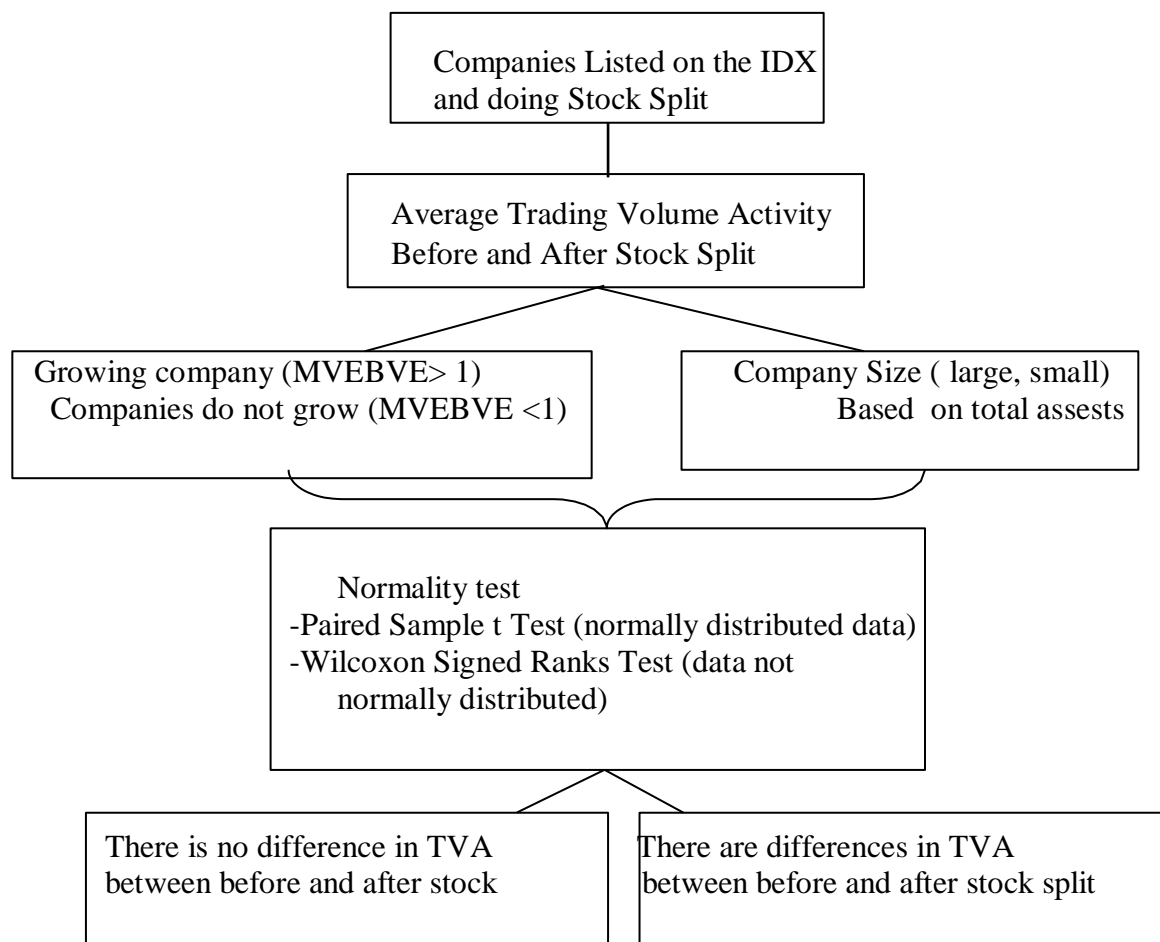 Companies Listed on the IDX
and doing Stock Split
Average Trading Volume Activity
Before and After Stock Split
Growing company (MVEBVE> 1)
Companies do not grow (MVEBVE <1)
Company Size ( large, small)
Based on total assests
Normality test
-Paired Sample t Test (normally distributed data)
-Wilcoxon Signed Ranks Test (data not
normally distributed)
There is no difference in TVA
between before and after stock
There are differences in TVA
between before and after stock split